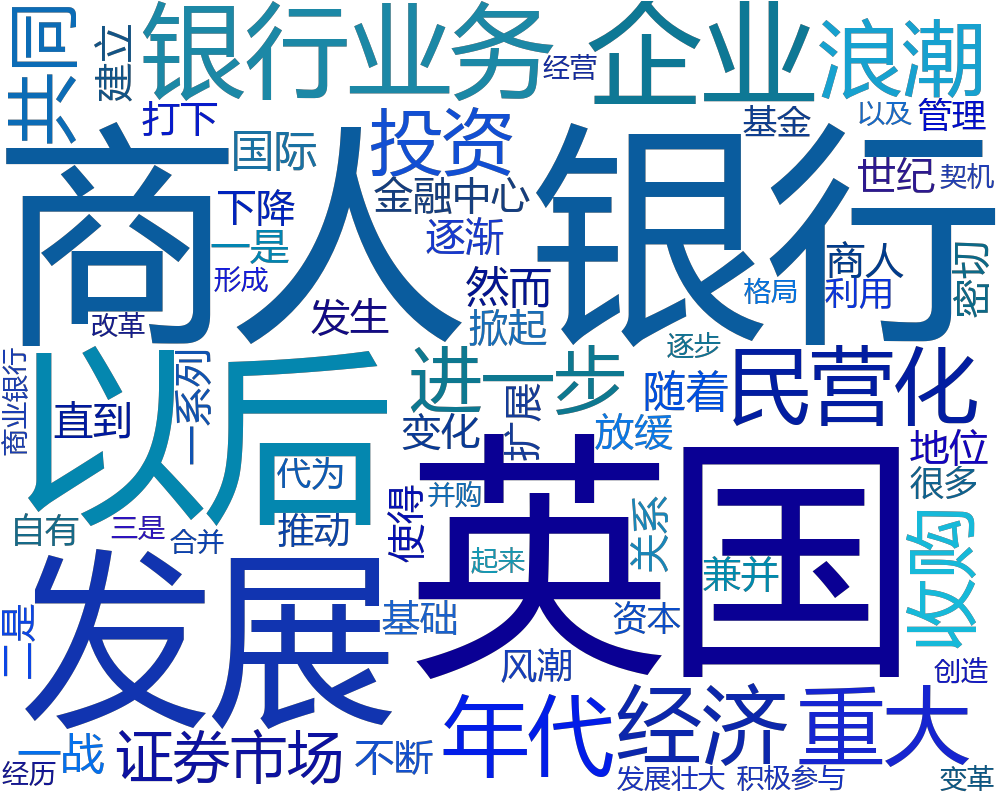 共同
建立
银行业务
经营
企业
浪潮
打下
国际
投资
基金
以及
管理
商人
银行
金融中心
世纪
契机
下降
一是
逐渐
形成
然而
商人
利用
格局
密切
改革
发生
掀起
逐步
商业银行
以后
直到
一系列
进一步
随着
民营化
变化
扩展
放缓
地位
代为
并购
使得
英国
关系
很多
自有
三是
合并
推动
起来
兼并
收购
发展
二是
基础
资本
风潮
创造
一战
经历
证券市场
不断
年代
经济
重大
发展壮大
积极参与
变革